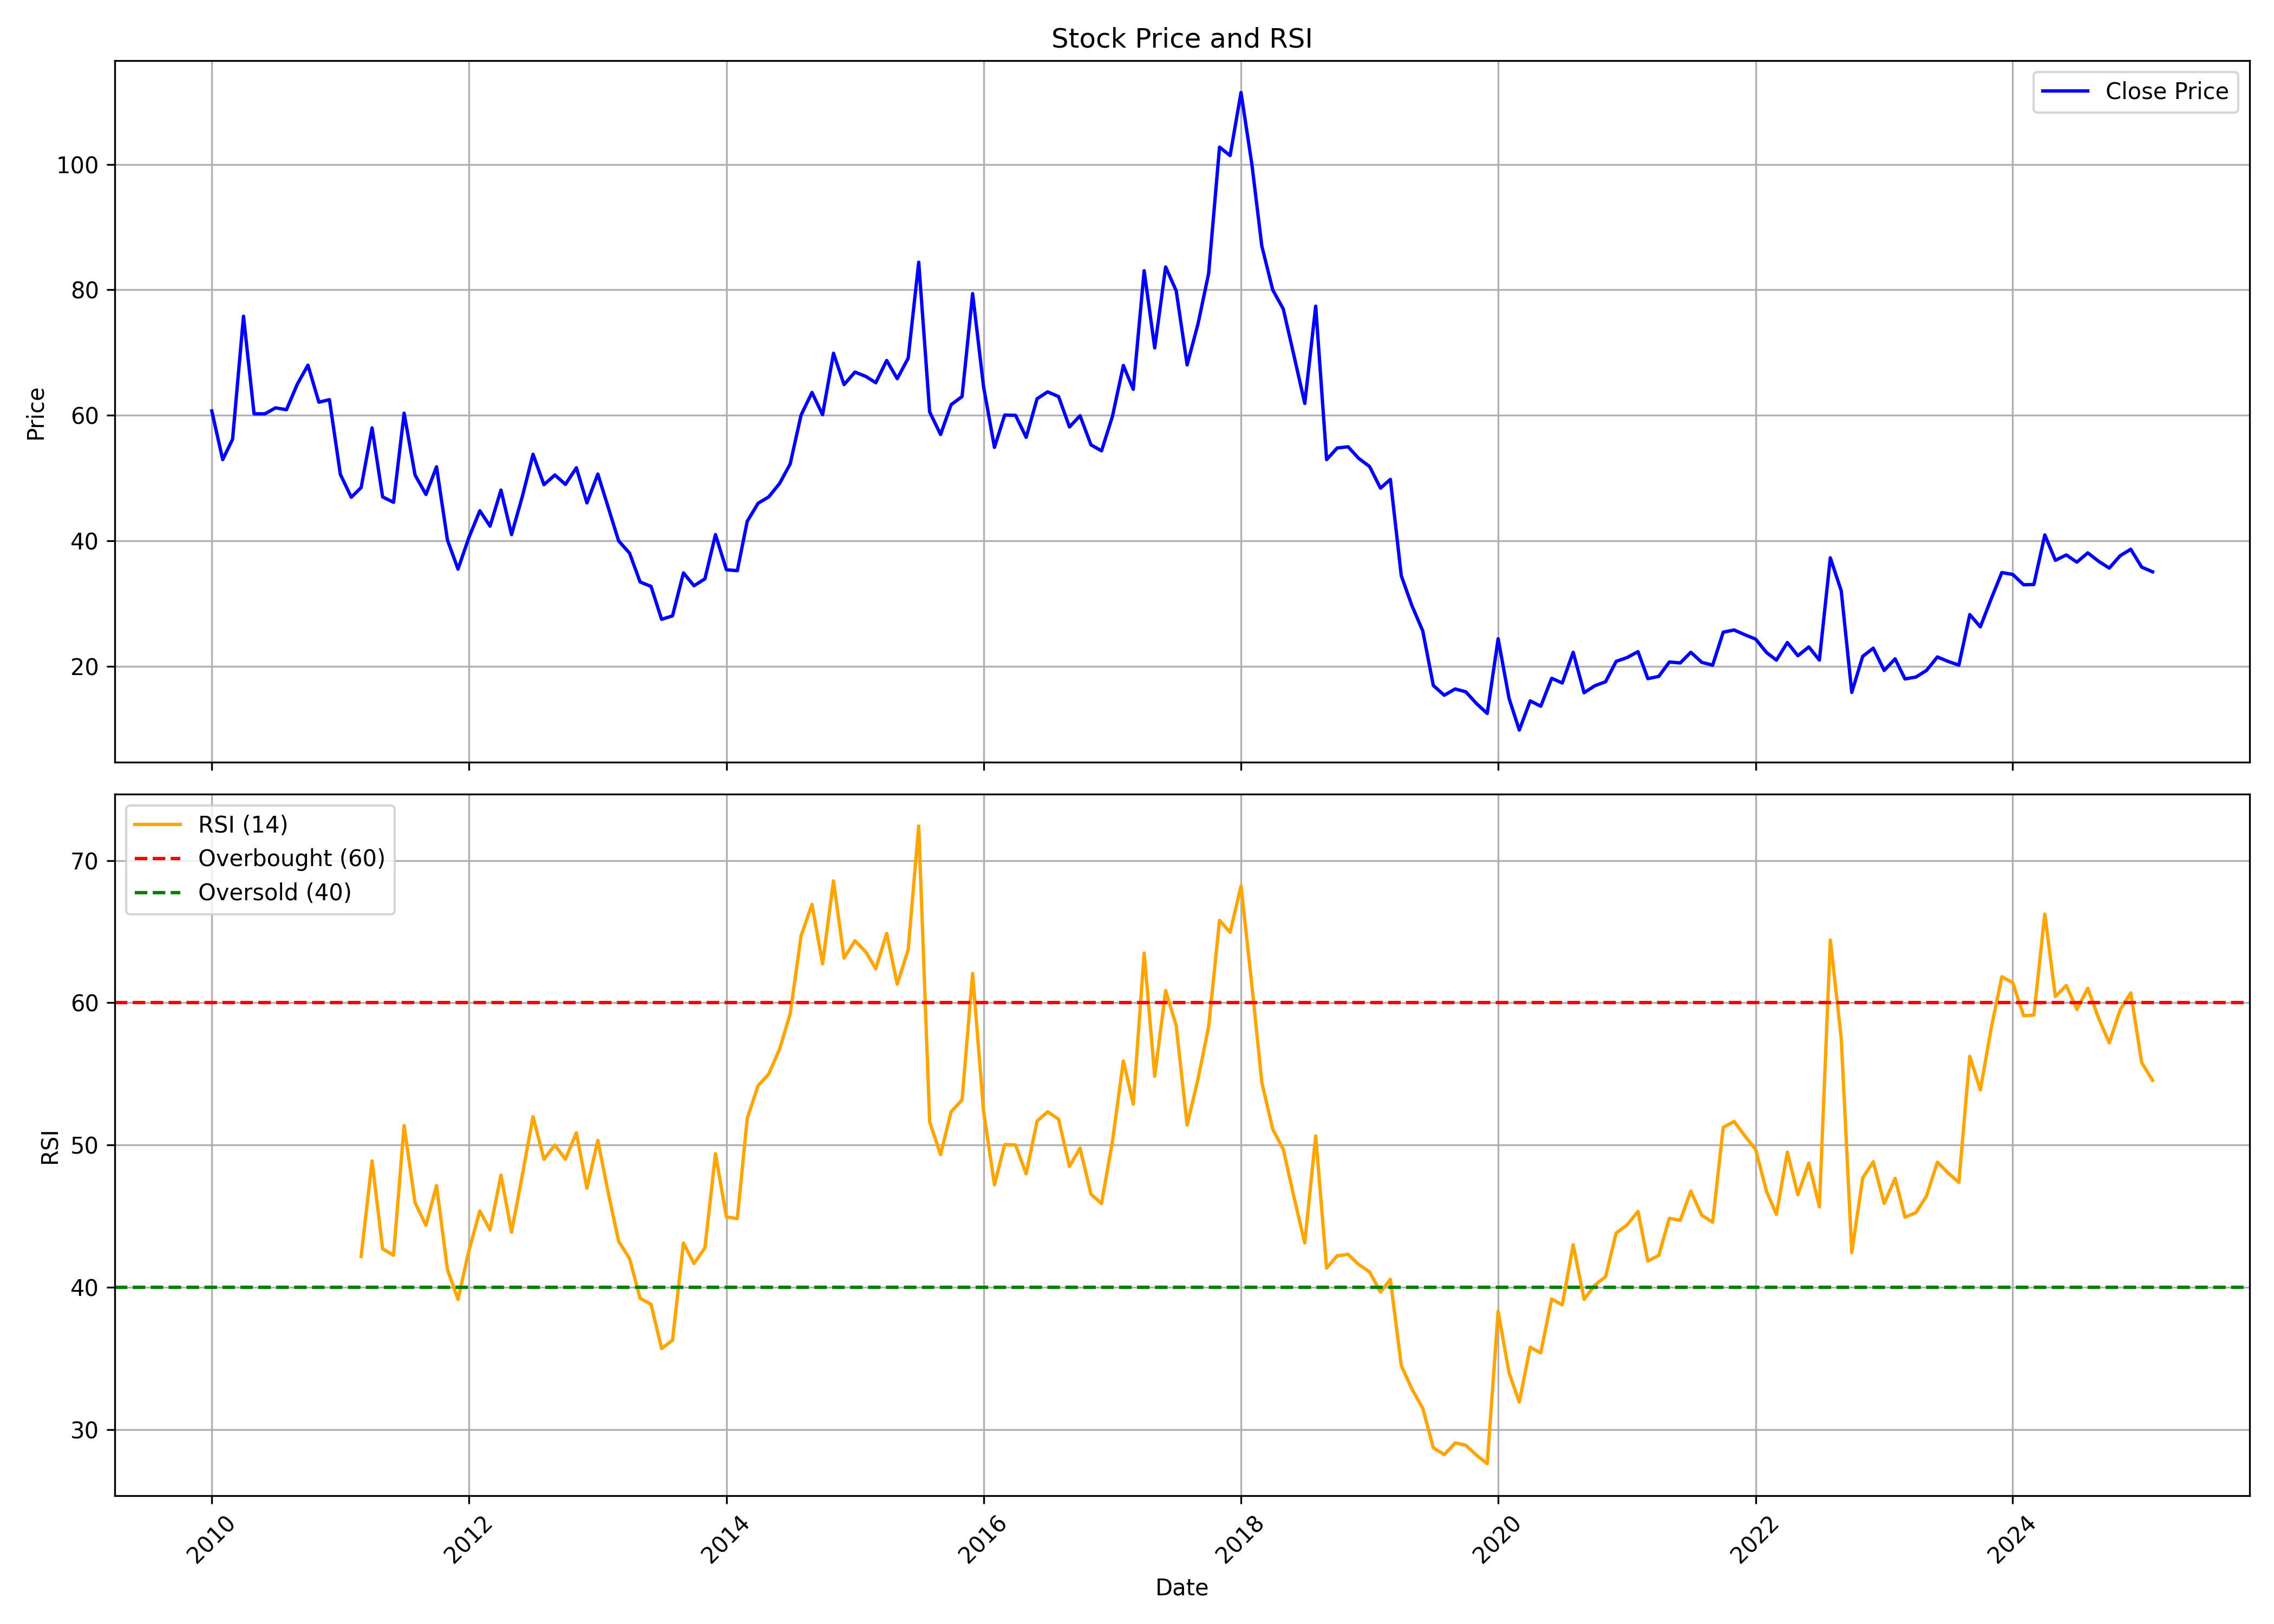 Stock Price and RSI
Close Price
Price
100
80
60
40
20
RSI (14)
Overbought (60)
Oversold (40)
RSI
70
60
50
40
30
2010
2012
2014
2016
2018
2020
2022
2024
Date